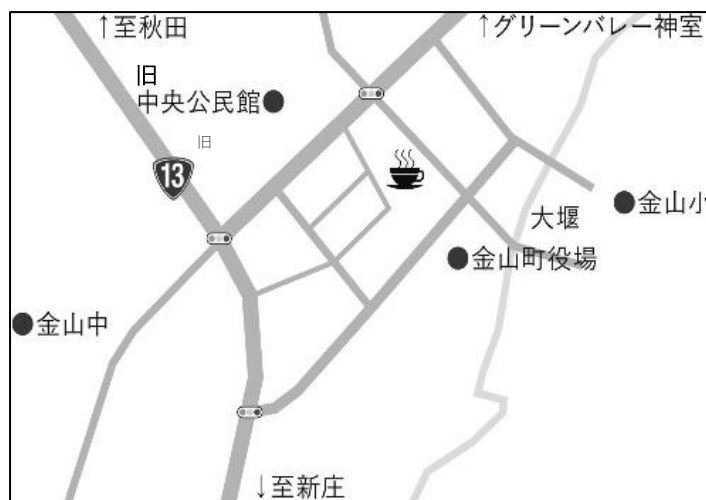 ↑至秋田
↑グリーンバレー神室
旧
中央公民館●
旧
13
大堰
●金山小
●金山町役場
●金山中
↓至新庄